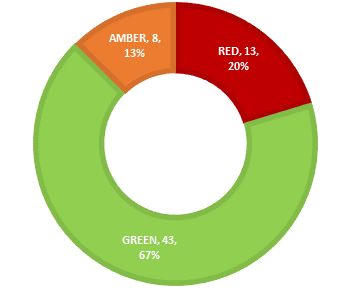 AMBER, 8,
13%
RED, 13,
20%
GREEN, 43,
67%